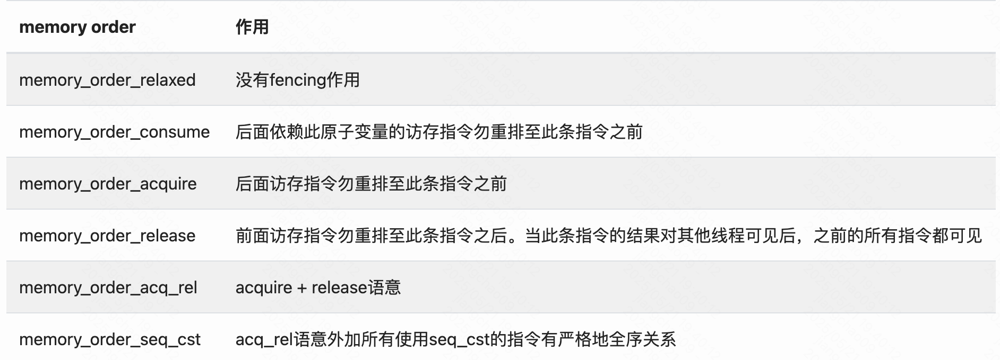 memory order 作用
memory_order_relaxed 没有fencing作用
memory_order_consume 后面依赖此原子变量的访存指令勿重排至此条指令之前
memory_order_acquire 后面访存指令勿重排至此条指令之前
memory_order_release 前面访存指令勿重排至此条指令之后。当此条指令的结果对其他线程可见后，之前的所有指令都可见
memory_order_acq_rel acquire + release语意
memory_order_seq_cst acq_rel语意外加所有使用seq_cst的指令有严格地全序关系